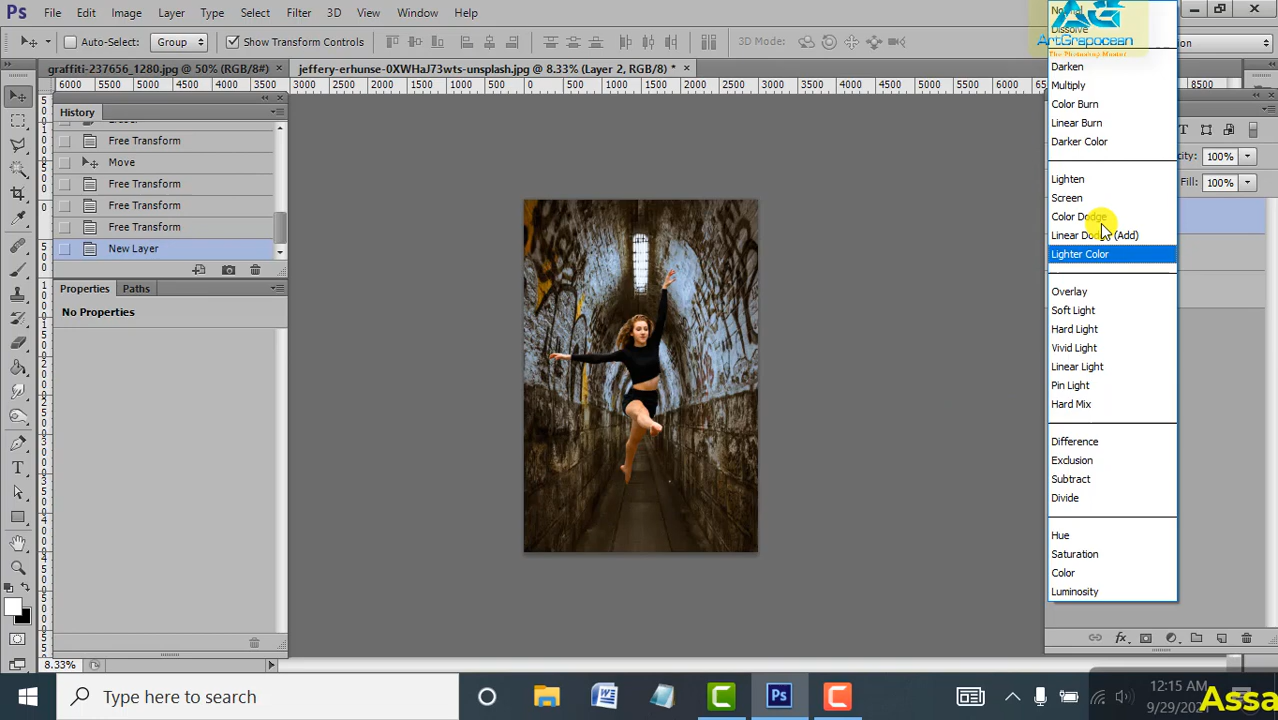 Ps File Edit Image Layer Type Select Filter 3D View Window Help
Auto-Select: Group Show Transform Controls 3D Mode:
graffiti-237656_1280.jpg @ 50% (RGB/8#) × jeffery-erhunse-0XWHaJ73wts-unsplash.jpg @ 8.33% (Layer 2, RGB/8) * ×
6000 5500 5000 4500 4000 3500 3000 2500 2000 1500 1000 500 0 500 1000 1500 2000 2500 3000 3500 4000 4500 5000 5500 8500
History
Free Transform
Move
Free Transform
Free Transform
Free Transform
New Layer
Properties Paths
No Properties
Normal
Dissolve
Darken
Multiply
Color Burn
Linear Burn
Darker Color
Lighten
Screen
Color Dodge
Linear Dodge (Add)
Lighter Color
Overlay
Soft Light
Hard Light
Vivid Light
Linear Light
Pin Light
Hard Mix
Difference
Exclusion
Subtract
Divide
Hue
Saturation
Color
Luminosity
AG
ArtGrapocean
The Photoshop Master
100%
Fill: 100%
fx
8.33%
Type here to search
12:15 AM
Assa